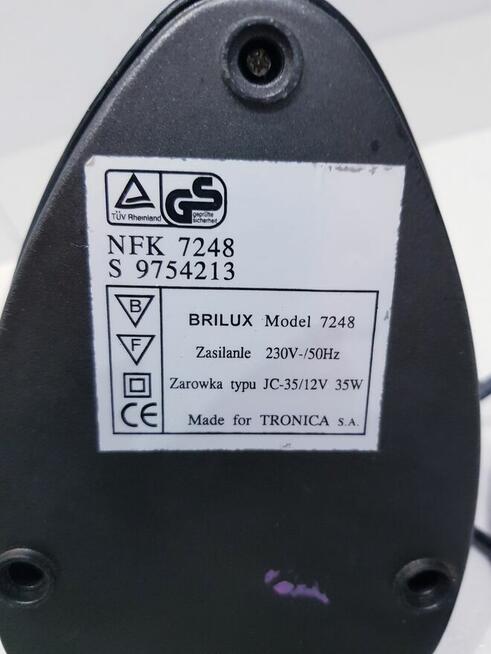 TÜV Rheinland
GS
geprüfte
Sicherheit
NFK 7248
S 9754213
B
F
CE
BRILUX Model 7248
Zasilanle 230V~/50Hz
Zarowka typu JC-35/12V 35W
Made for TRONICA S.A.